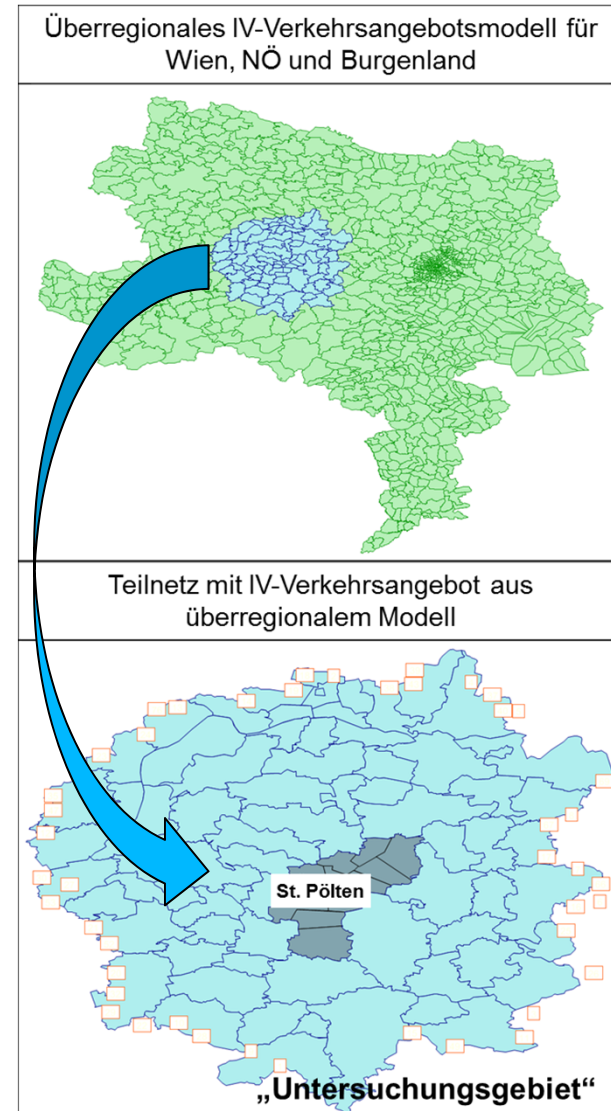 Überregionales IV-Verkehrsangebotsmodell für
Wien, NÖ und Burgenland
Teilnetz mit IV-Verkehrsangebot aus
überregionalem Modell
St. Pölten
„Untersuchungsgebiet“